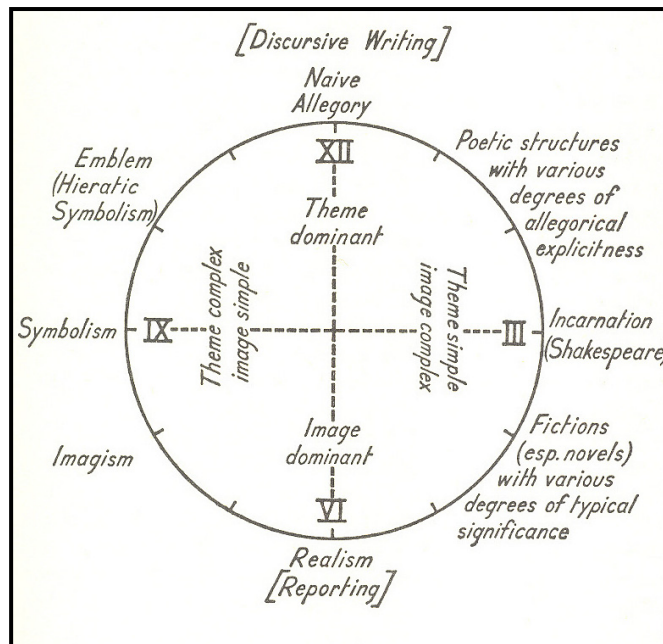 [Discursive Writing]
Naive
Allegory
XII
Emblem
(Hieratic
Symbolism)
Poetic structures
with various
degrees of
allegorical
explicitness
Theme
dominant
Theme complex
image simple
Theme simple
image complex
Symbolism
IX
III
Incarnation
(Shakespeare)
Imagism
Image
dominant
Fictions
(esp. novels)
with various
degrees of typical
significance
VI
Realism
[Reporting]